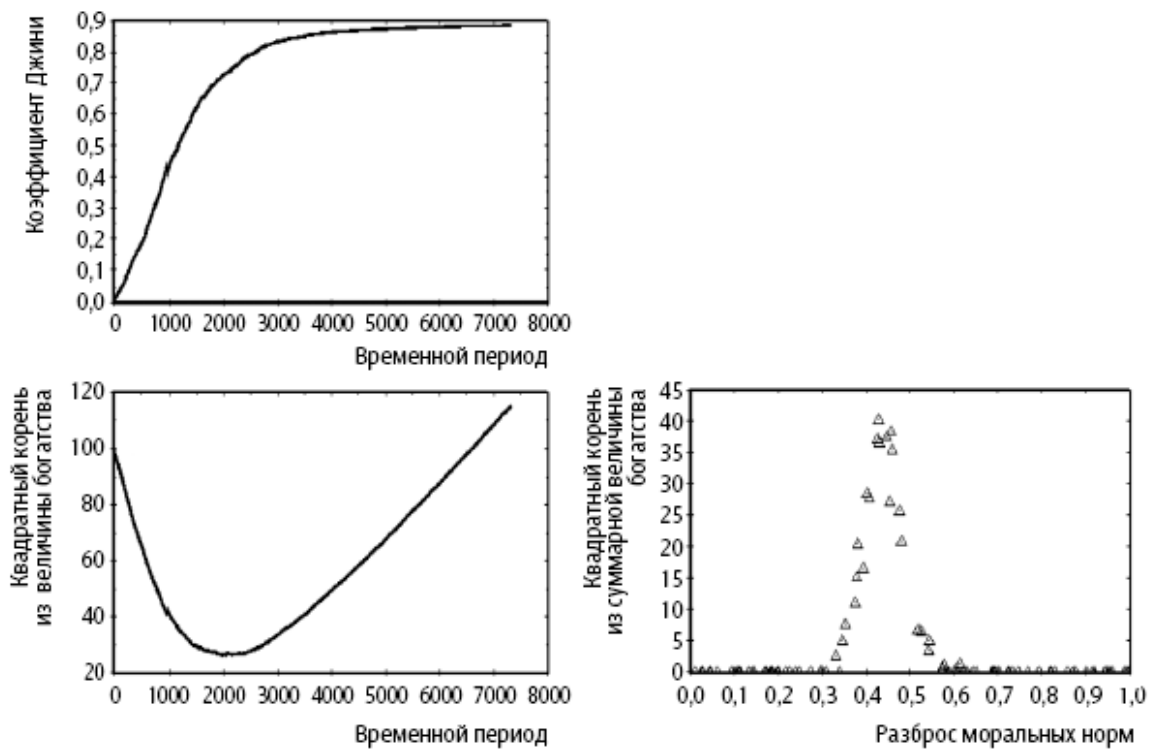 Коэффициент Джини
0,9
0,8
0,7
0,6
0,5
0,4
0,3
0,2
0,1
0,0
0 1000 2000 3000 4000 5000 6000 7000 8000
Временной период
Квадратный корень
из величины богатства
120
100
80
60
40
20
0 1000 2000 3000 4000 5000 6000 7000 8000
Временной период
Квадратный корень
из суммарной величины
богатства
45
40
35
30
25
20
15
10
5
0
0,0 0,1 0,2 0,3 0,4 0,5 0,6 0,7 0,8 0,9 1,0
Разброс моральных норм